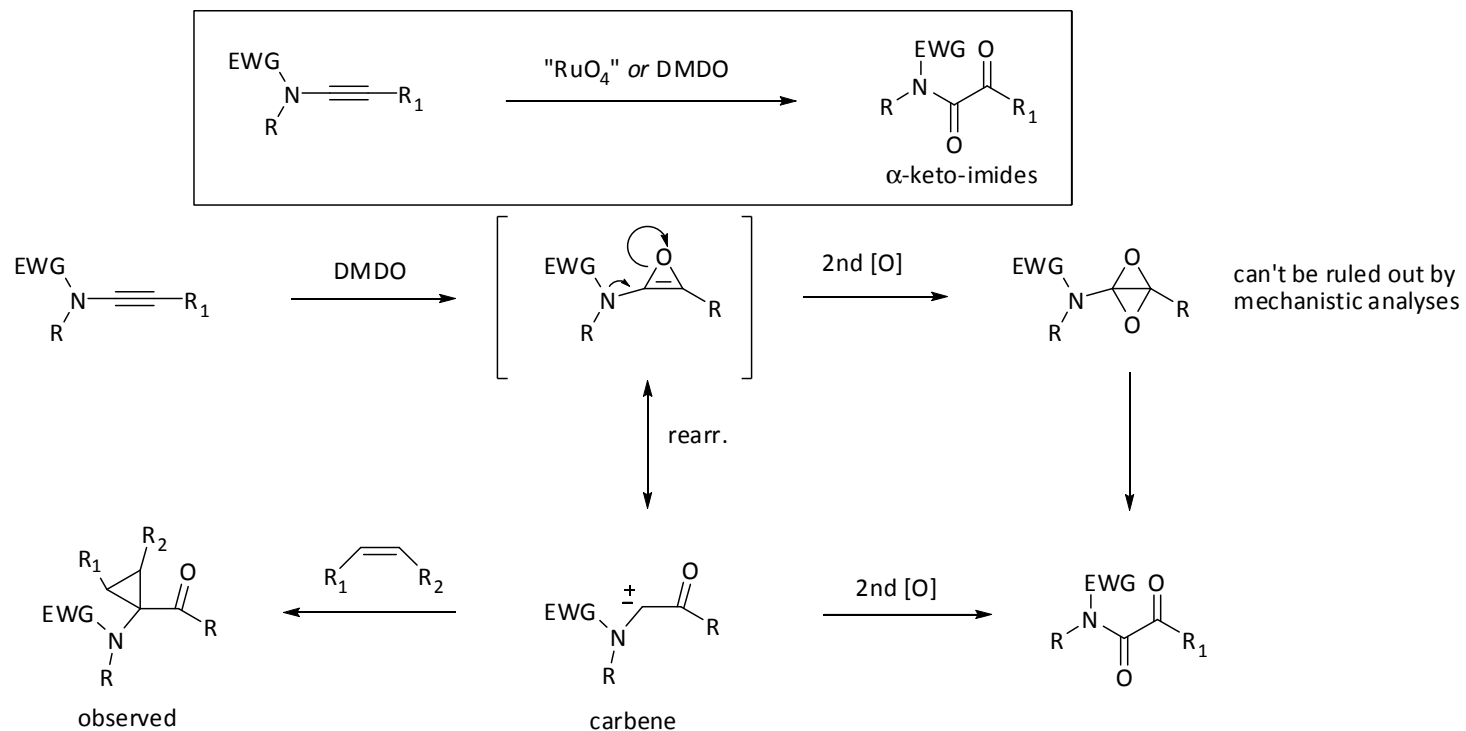 EWG
N
R
R1
"RuO4" or DMDO
EWG O
N
R
R1
O
α-keto-imides
EWG
N
R
R1
DMDO
O
EWG
N
R
R
2nd [O]
O
EWG
N
R
O
R
can't be ruled out by
mechanistic analyses
rearr.
R1
R2
O
EWG
N
R
R
observed
R1
R2
+
-
O
EWG
N
R
R
carbene
2nd [O]
EWG O
N
R
R1
O